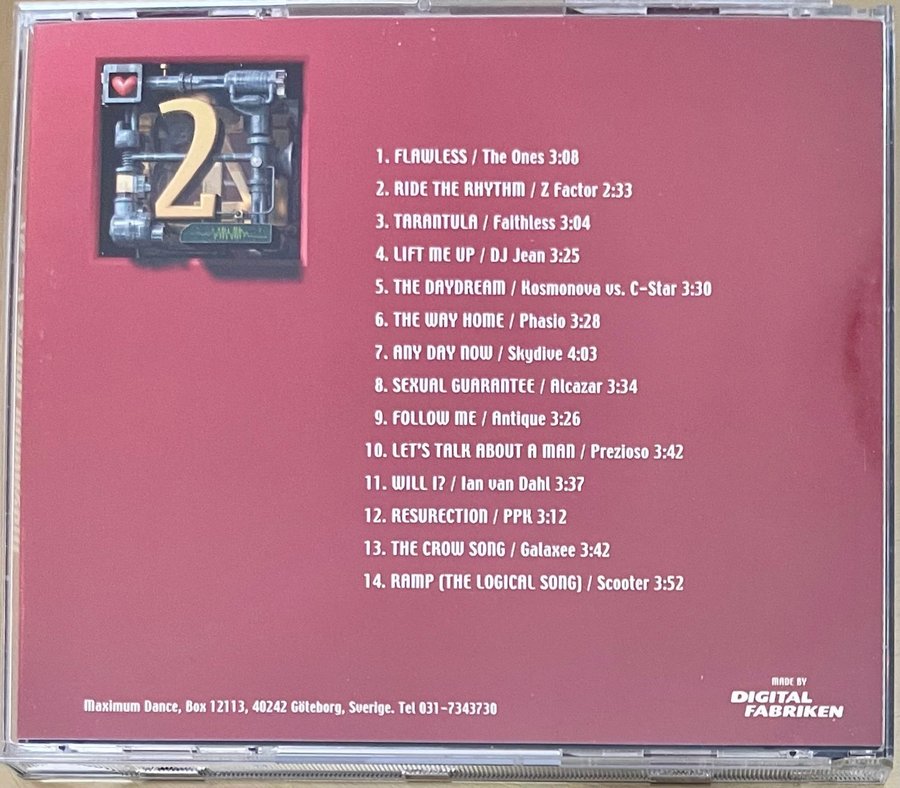 2
1. FLAWLESS / The Ones 3:08
2. RIDE THE RHYTHM / Z Factor 2:33
3. TARANTULA / Faithless 3:04
4. LIFT ME UP / DJ Jean 3:25
5. THE DAYDREAM / Kosmonova vs. C-Star 3:30
6. THE WAY HOME / Phasio 3:28
7. ANY DAY NOW / Skydive 4:03
8. SEXUAL GUARANTEE / Alcazar 3:34
9. FOLLOW ME / Antique 3:26
10. LET'S TALK ABOUT A MAN / Prezioso 3:42
11. WILL I? / Ian van Dahl 3:37
12. RESURECTION / PPK 3:12
13. THE CROW SONG / Galaxee 3:42
14. RAMP (THE LOGICAL SONG) / Scooter 3:52
Maximum Dance, Box 12113, 40242 Göteborg, Sverige. Tel 031-7343730
MADE BY
DIGITAL
FABRIKEN